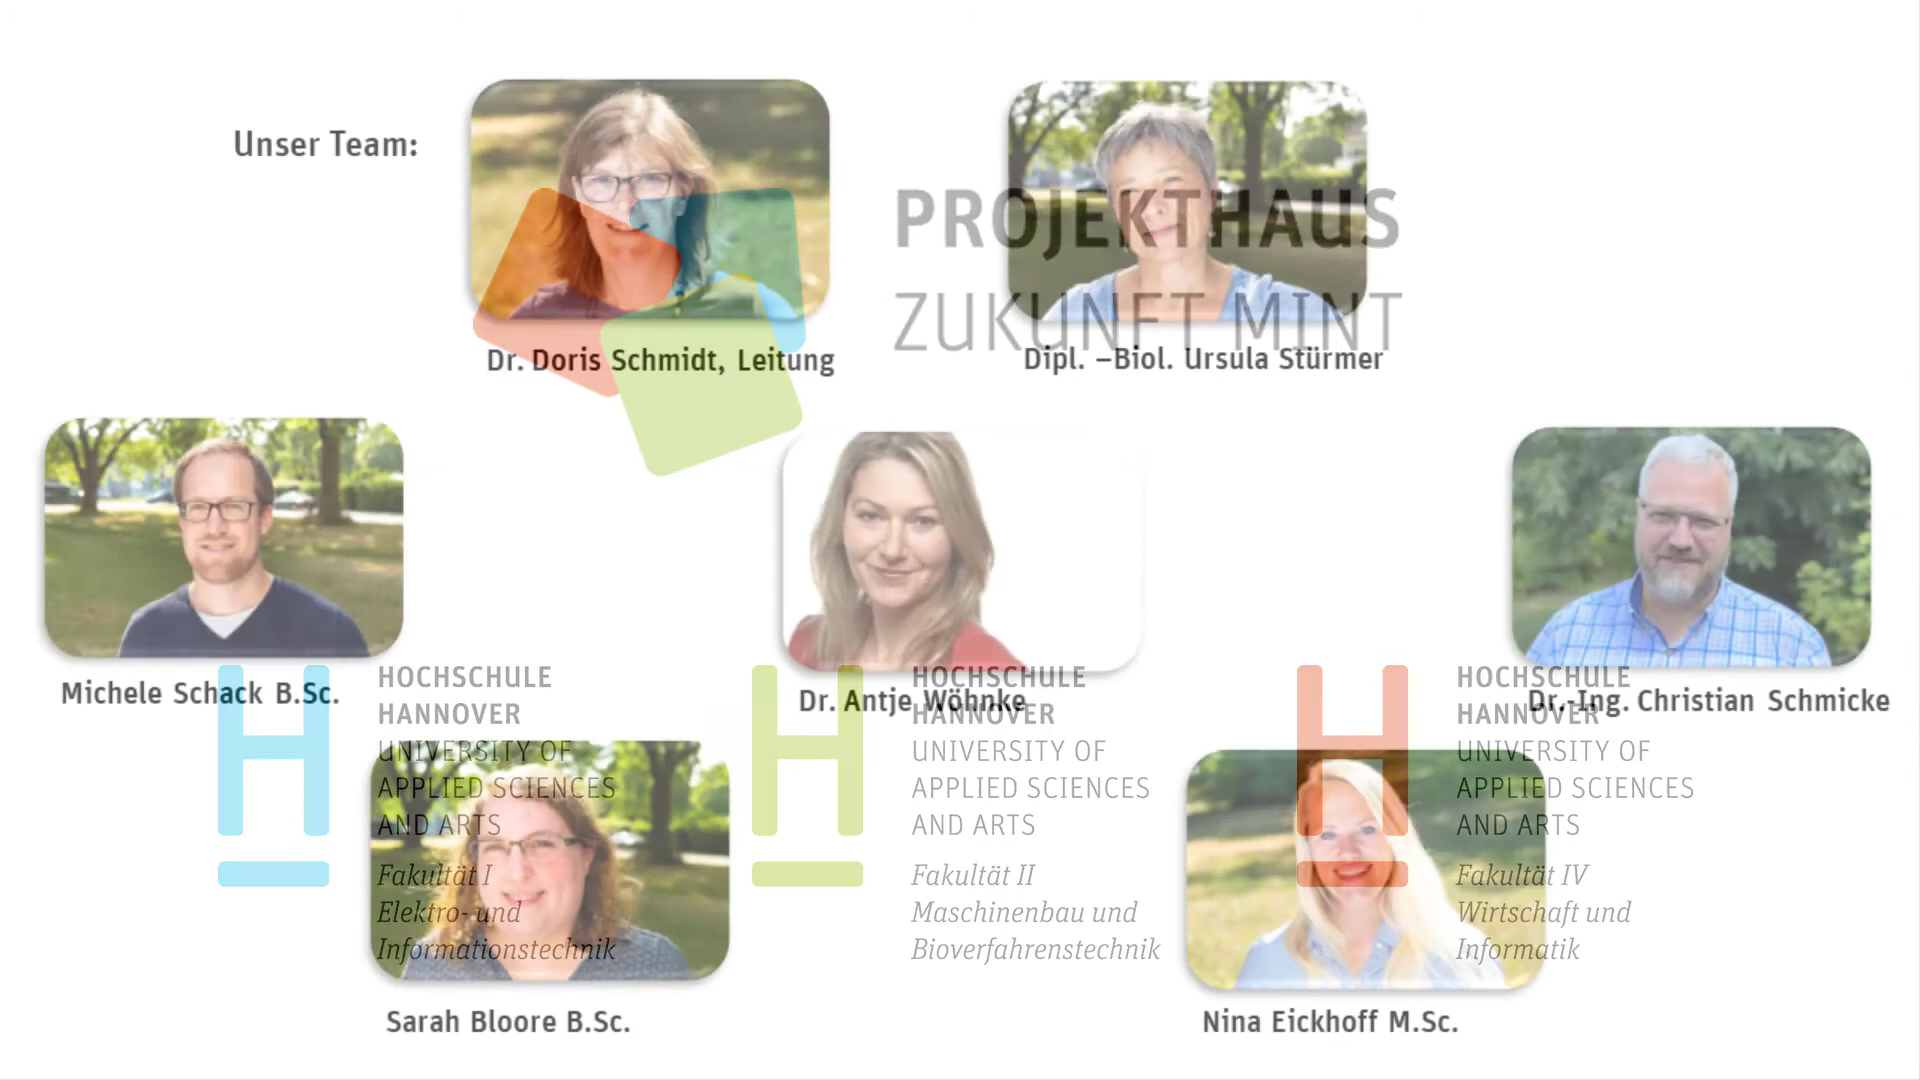 Unser Team:
PROJEKTHAUS
ZUKUNFT MINT
Dr. Doris Schmidt, Leitung
Dipl. –Biol. Ursula Stürmer
Michele Schack B.Sc.
Dr. Antje Wöhnke
Dr.-Ing. Christian Schmicke
H
HOCHSCHULE
HANNOVER
UNIVERSITY OF
APPLIED SCIENCES
AND ARTS
Fakultät I
Elektro- und
Informationstechnik
H
HOCHSCHULE
HANNOVER
UNIVERSITY OF
APPLIED SCIENCES
AND ARTS
Fakultät II
Maschinenbau und
Bioverfahrenstechnik
H
HOCHSCHULE
HANNOVER
UNIVERSITY OF
APPLIED SCIENCES
AND ARTS
Fakultät IV
Wirtschaft und
Informatik
Sarah Bloore B.Sc.
Nina Eickhoff M.Sc.